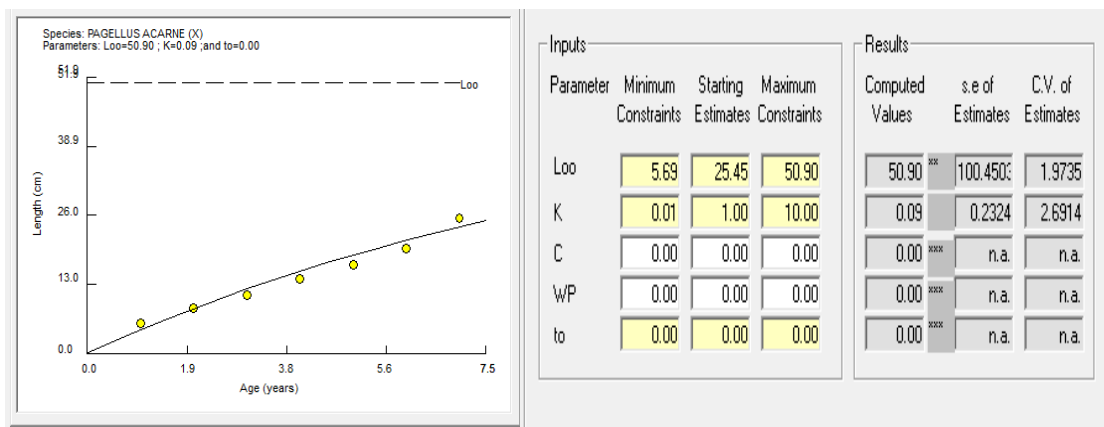 Species: PAGELLUS ACARNE (X)
Parameters: Loo=50.90 ; K=0.09 ;and to=0.00
51.9
Loo
38.9
26.0
13.0
0.0
Length (cm)
0.0 1.9 3.8 5.6 7.5
Age (years)
Inputs
Parameter Minimum Constraints Starting Estimates Maximum Constraints
Loo 5.69 25.45 50.90
K 0.01 1.00 10.00
C 0.00 0.00 0.00
WP 0.00 0.00 0.00
to 0.00 0.00 0.00
Results
Computed Values s.e of Estimates C.V. of Estimates
50.90 ** 100.4503 1.9735
0.09 0.2324 2.6914
0.00 *** n.a. n.a.
0.00 *** n.a. n.a.
0.00 *** n.a. n.a.